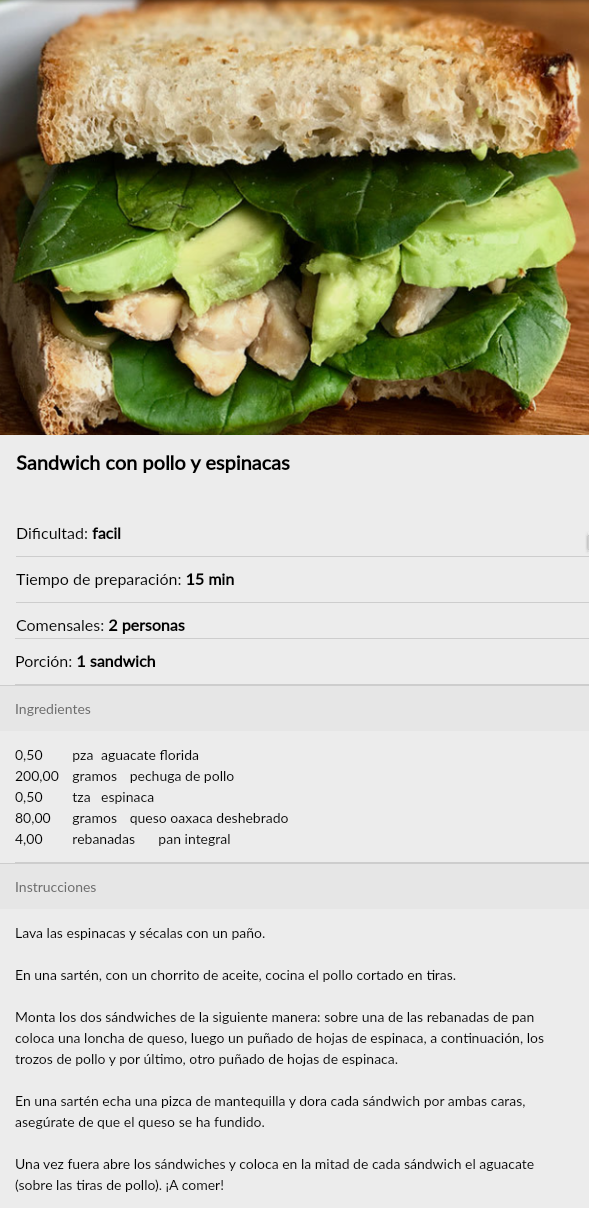 Sandwich con pollo y espinacas
Dificultad: facil
Tiempo de preparación: 15 min
Comensales: 2 personas
Porción: 1 sandwich
Ingredientes
0,50 pza aguacate florida
200,00 gramos pechuga de pollo
0,50 tza espinaca
80,00 gramos queso oaxaca deshebrado
4,00 rebanadas pan integral
Instrucciones
Lava las espinacas y sécalas con un paño.
En una sartén, con un chorrito de aceite, cocina el pollo cortado en tiras.
Monta los dos sándwiches de la siguiente manera: sobre una de las rebanadas de pan
coloca una loncha de queso, luego un puñado de hojas de espinaca, a continuación, los
trozos de pollo y por último, otro puñado de hojas de espinaca.
En una sartén echa una pizca de mantequilla y dora cada sándwich por ambas caras,
asegúrate de que el queso se ha fundido.
Una vez fuera abre los sándwiches y coloca en la mitad de cada sándwich el aguacate
(sobre las tiras de pollo). ¡A comer!